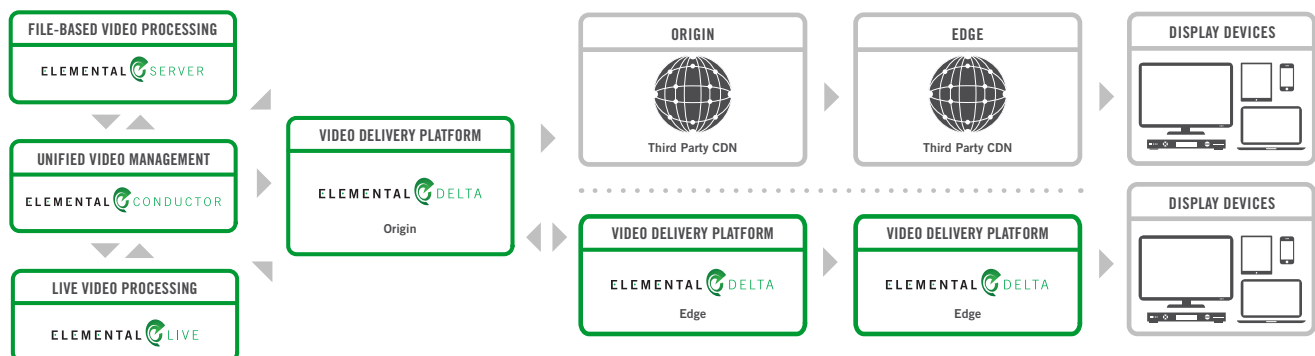 FILE-BASED VIDEO PROCESSING
ELEMENTAL SERVER
UNIFIED VIDEO MANAGEMENT
ELEMENTAL CONDUCTOR
LIVE VIDEO PROCESSING
ELEMENTAL LIVE
VIDEO DELIVERY PLATFORM
ELEMENTAL DELTA
Origin
ORIGIN
Third Party CDN
EDGE
Third Party CDN
DISPLAY DEVICES
VIDEO DELIVERY PLATFORM
ELEMENTAL DELTA
Edge
VIDEO DELIVERY PLATFORM
ELEMENTAL DELTA
Edge
DISPLAY DEVICES